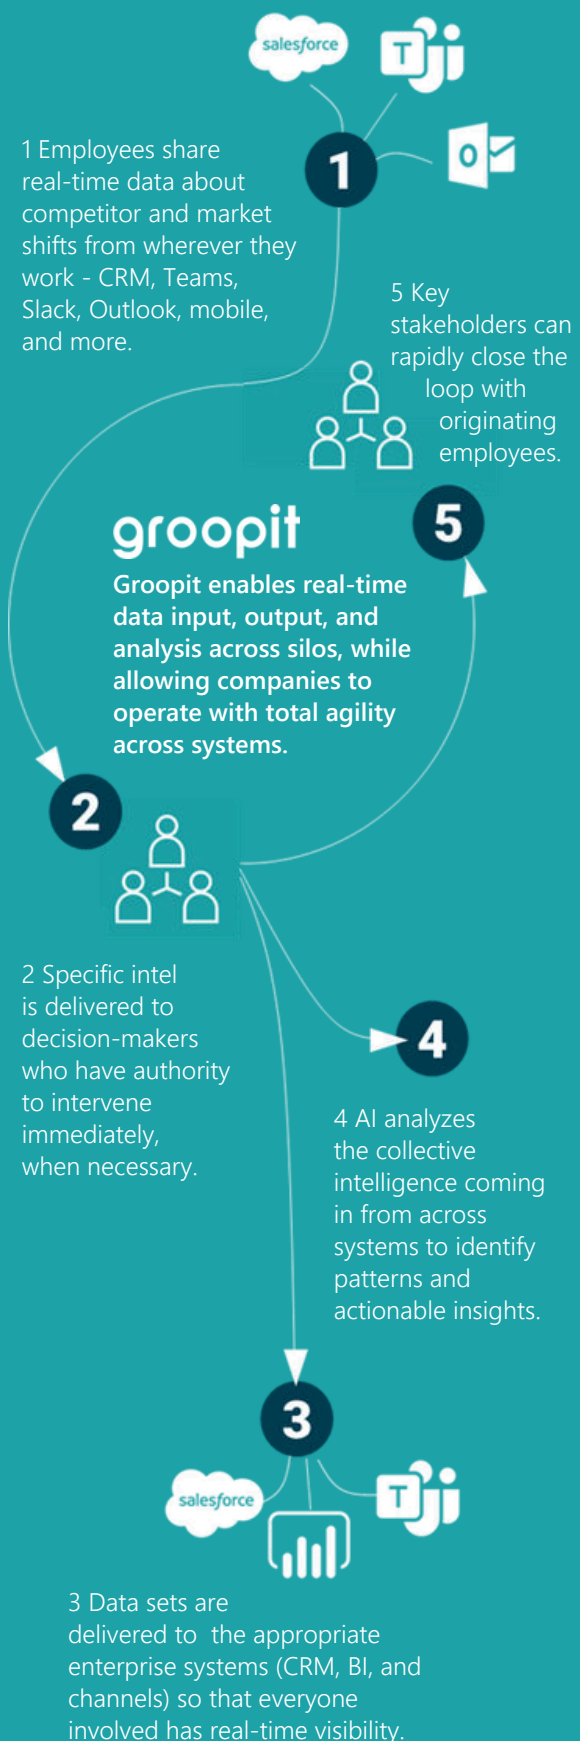 salesforce
T
1
1 Employees share
real-time data about
competitor and market
shifts from wherever they
work - CRM, Teams,
Slack, Outlook, mobile,
and more.
5 Key
stakeholders can
rapidly close the
loop with
originating
employees.
5
groopit
Groopit enables real-time
data input, output, and
analysis across silos, while
allowing companies to
operate with total agility
across systems.
2
2 Specific intel
is delivered to
decision-makers
who have authority
to intervene
immediately,
when necessary.
4
4 AI analyzes
the collective
intelligence coming
in from across
systems to identify
patterns and
actionable insights.
3
salesforce
T
3 Data sets are
delivered to  the appropriate
enterprise systems (CRM, BI, and
channels) so that everyone
involved has real-time visibility.